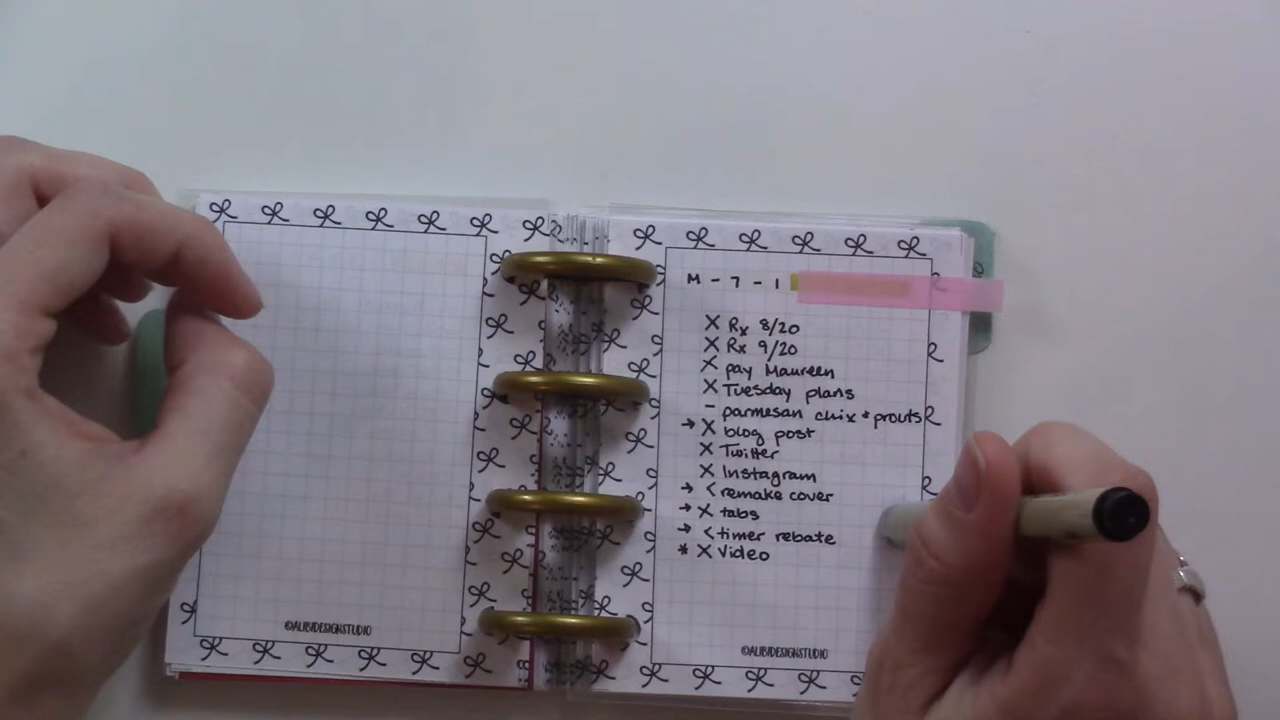 M - 7 - 1
X Rx 8/20
X Rx 9/20
X pay Maureen
X Tuesday plans
- parmesan chix + prouts
→ X blog post
X Twitter
X Instagram
→ < remake cover
→ X tabs
→ < timer rebate
* X Video
©ALIBIDESIGNSTUDIO
©ALIBIDESIGNSTUDIO